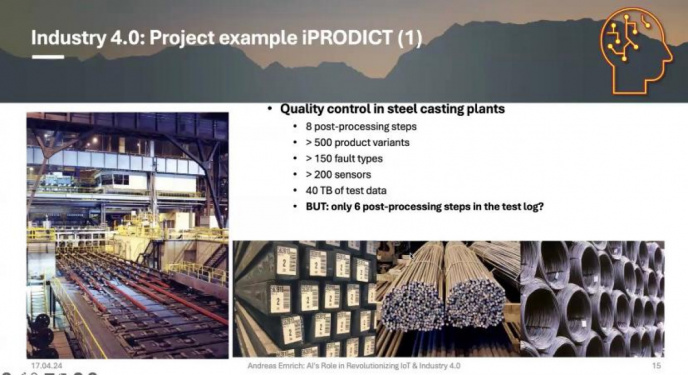 Industry 4.0: Project example iPRODICT (1)
• Quality control in steel casting plants
• 8 post-processing steps
• > 500 product variants
• > 150 fault types
• > 200 sensors
• 40 TB of test data
• BUT: only 6 post-processing steps in the test log?
17.04.24
Andreas Emrich: AI's Role in Revolutionizing IoT & Industry 4.0
15